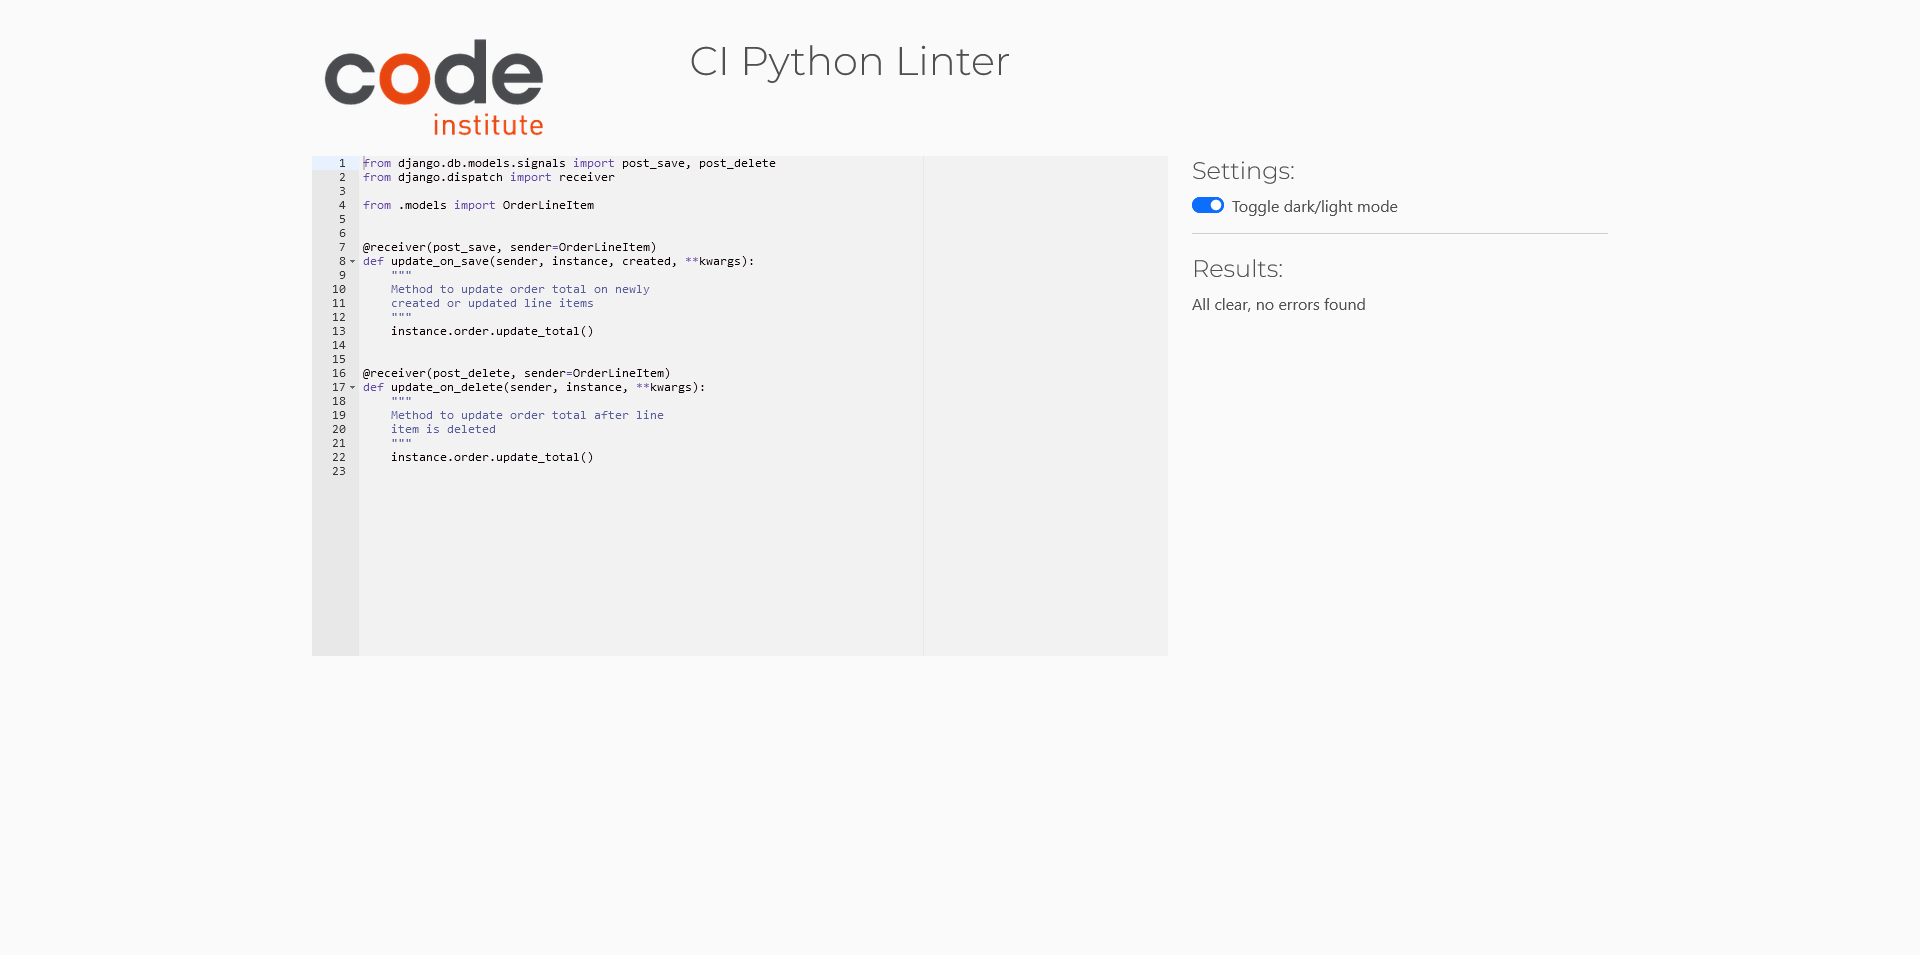 code
institute
CI Python Linter
1 from django.db.models.signals import post_save, post_delete
2 from django.dispatch import receiver
3
4 from .models import OrderLineItem
5
6
7 @receiver(post_save, sender=OrderLineItem)
8 def update_on_save(sender, instance, created, **kwargs):
9     """
10     Method to update order total on newly
11     created or updated line items
12     """
13     instance.order.update_total()
14
15
16 @receiver(post_delete, sender=OrderLineItem)
17 def update_on_delete(sender, instance, **kwargs):
18     """
19     Method to update order total after line
20     item is deleted
21     """
22     instance.order.update_total()
23
Settings:
Toggle dark/light mode
Results:
All clear, no errors found